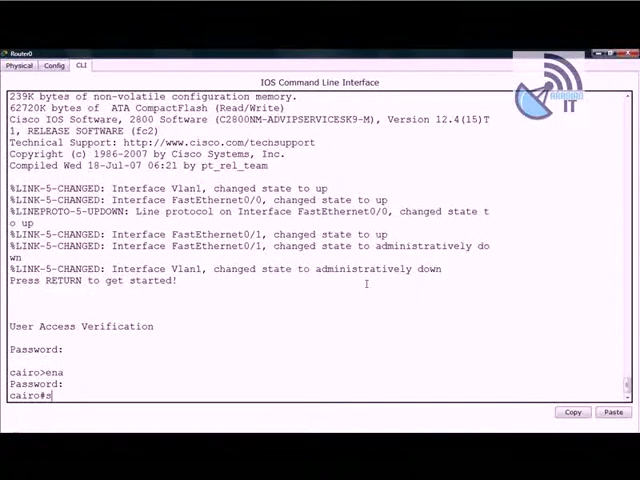 Router0
Physical Config CLI
IOS Command Line Interface
239K bytes of non-volatile configuration memory.
62720K bytes of ATA CompactFlash (Read/Write)
Cisco IOS Software, 2800 Software (C2800NM-ADVIPSERVICESK9-M), Version 12.4(15)T
1, RELEASE SOFTWARE (fc2)
Technical Support: http://www.cisco.com/techsupport
Copyright (c) 1986-2007 by Cisco Systems, Inc.
Compiled Wed 18-Jul-07 06:21 by pt_rel_team
%LINK-5-CHANGED: Interface Vlan1, changed state to up
%LINK-5-CHANGED: Interface FastEthernet0/0, changed state to up
%LINEPROTO-5-UPDOWN: Line protocol on Interface FastEthernet0/0, changed state t
o up
%LINK-5-CHANGED: Interface FastEthernet0/1, changed state to up
%LINK-5-CHANGED: Interface FastEthernet0/1, changed state to administratively do
wn
%LINK-5-CHANGED: Interface Vlan1, changed state to administratively down
Press RETURN to get started!
User Access Verification
Password:
cairo>ena
Password:
cairo#s
Copy Paste
IT